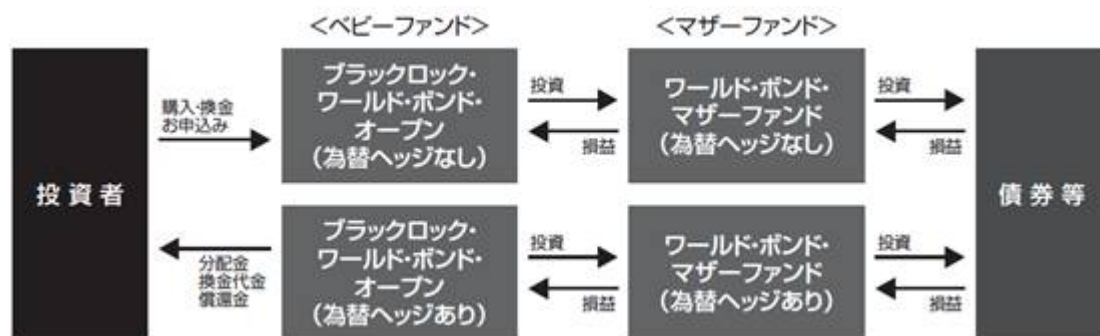 <ベビーファンド>
<マザーファンド>
投資者
購入・換金
お申込み
分配金
換金代金
償還金
ブラックロック・
ワールド・ボンド・
オープン
(為替ヘッジなし)
投資
損益
ワールド・ボンド・
マザーファンド
(為替ヘッジなし)
投資
損益
ブラックロック・
ワールド・ボンド・
オープン
(為替ヘッジあり)
投資
損益
ワールド・ボンド・
マザーファンド
(為替ヘッジあり)
投資
損益
債券等